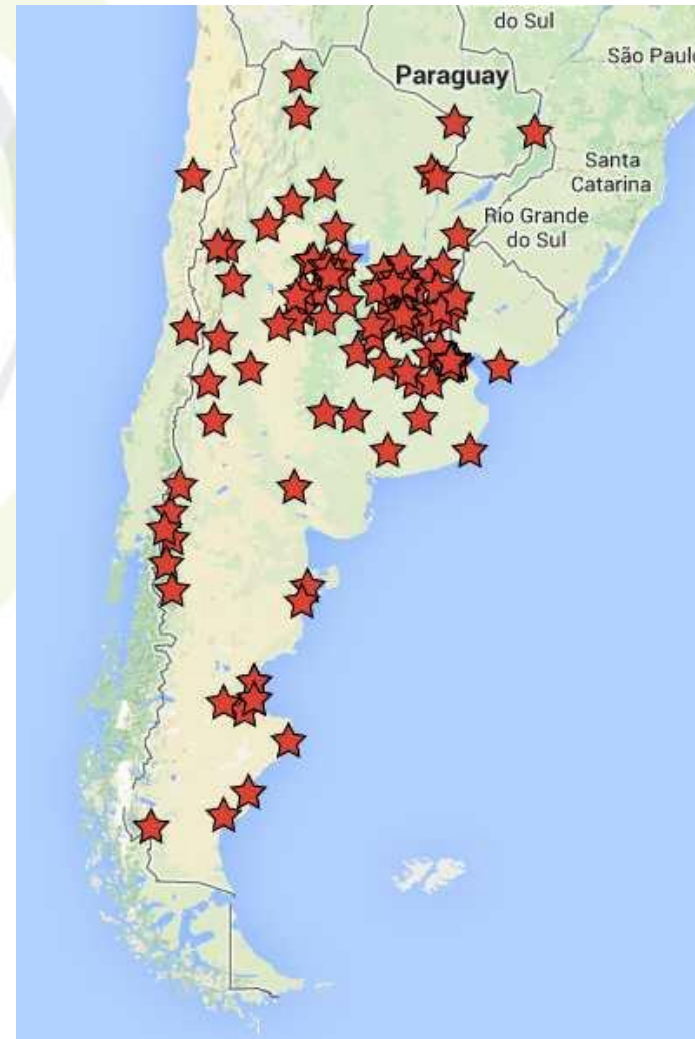 do Sul
São Paulo
Paraguay
Santa
Catarina
Rio Grande
do Sul